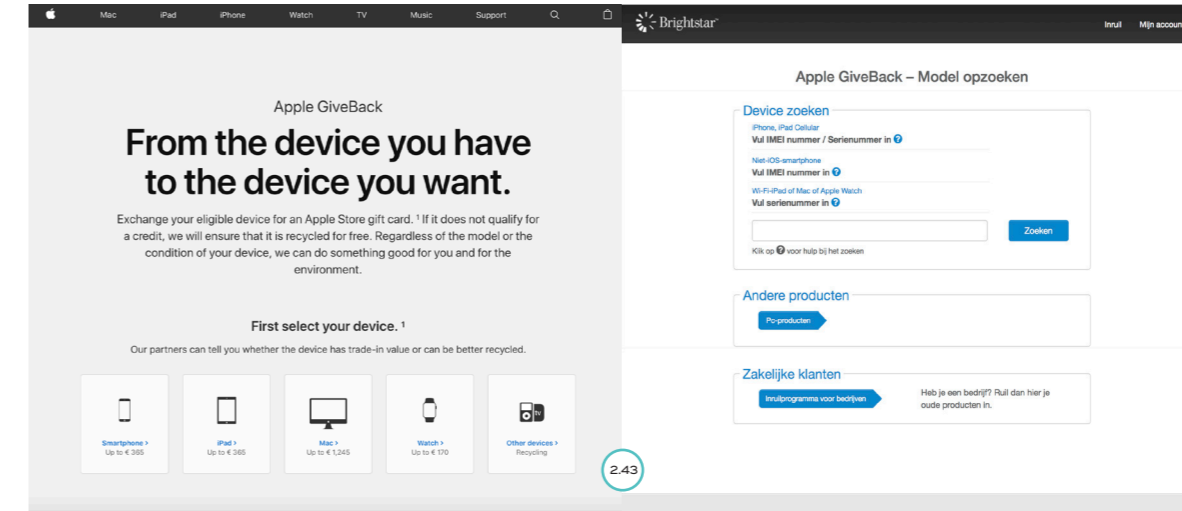 Mac iPad iPhone Watch TV Music Support
Apple GiveBack
From the device you have
to the device you want.
Exchange your eligible device for an Apple Store gift card. ¹ If it does not qualify for
a credit, we will ensure that it is recycled for free. Regardless of the model or the
condition of your device, we can do something good for you and for the
environment.
First select your device. ¹
Our partners can tell you whether the device has trade-in value or can be better recycled.
tv
Smartphone > iPad > Mac > Watch > Other devices >
Up to € 365 Up to € 365 Up to € 1,245 Up to € 170 Recycling
2.43
Brightstar™
Inruil Mijn accoun
Apple GiveBack – Model opzoeken
Device zoeken
iPhone, iPad Cellular
Vul IMEI nummer / Serienummer in ?
Niet-iOS-smartphone
Vul IMEI nummer in ?
Wi-Fi-iPad of Mac of Apple Watch
Vul serienummer in ?
Zoeken
Klik op ? voor hulp bij het zoeken
Andere producten
Pc-producten
Zakelijke klanten
Inruilprogramma voor bedrijven
Heb je een bedrijf? Ruil dan hier je
oude producten in.